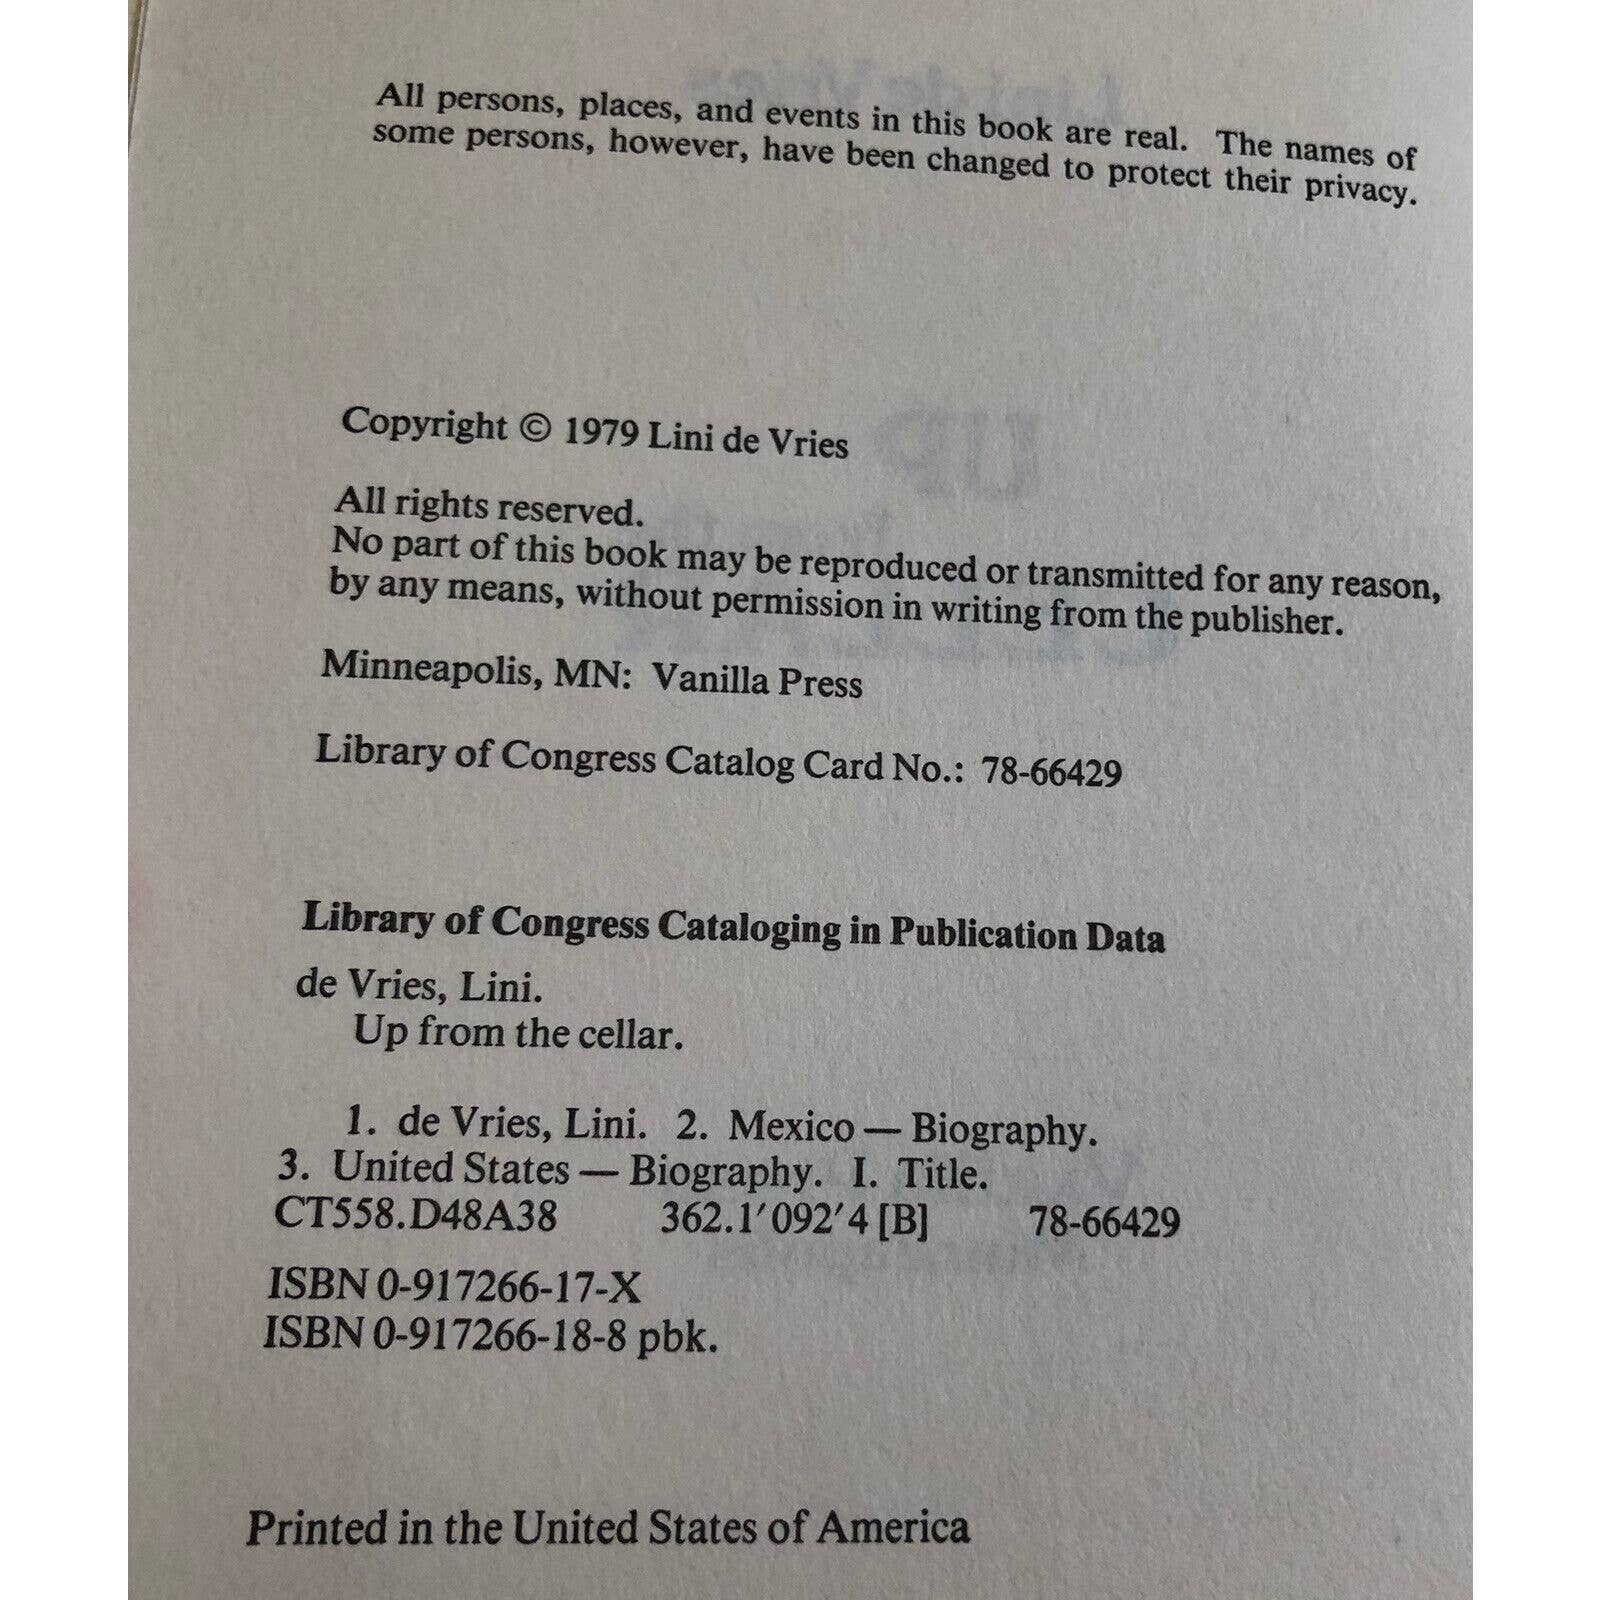 All persons, places, and events in this book are real. The names of
some persons, however, have been changed to protect their privacy.
Copyright © 1979 Lini de Vries
All rights reserved.
No part of this book may be reproduced or transmitted for any reason,
by any means, without permission in writing from the publisher.
Minneapolis, MN: Vanilla Press
Library of Congress Catalog Card No.: 78-66429
Library of Congress Cataloging in Publication Data
de Vries, Lini.
Up from the cellar.
1. de Vries, Lini. 2. Mexico — Biography.
3. United States — Biography. I. Title.
CT558.D48A38 362.1′092′4 [B] 78-66429
ISBN 0-917266-17-X
ISBN 0-917266-18-8 pbk.
Printed in the United States of America